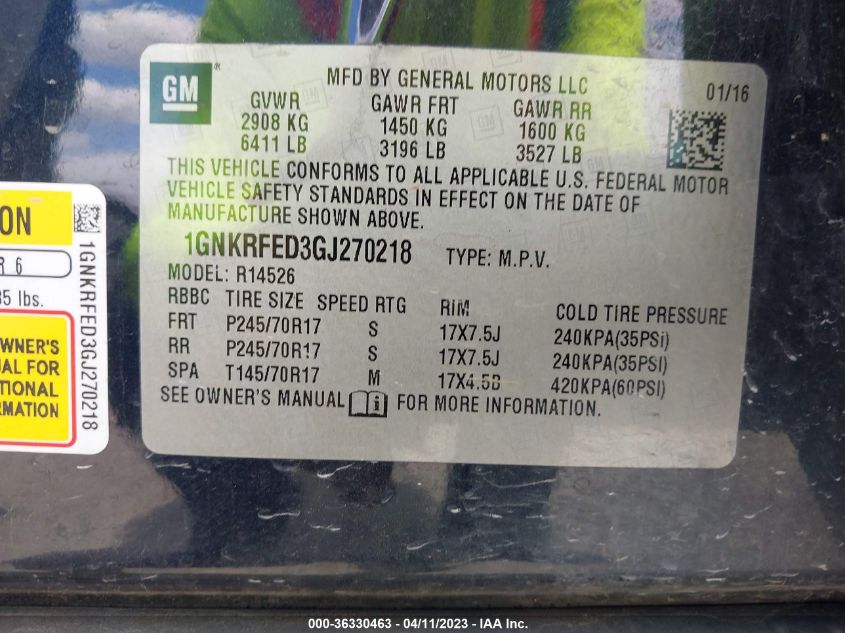 GM ®
MFD BY GENERAL MOTORS LLC
01/16
GVWR GAWR FRT GAWR RR
2908 KG 1450 KG 1600 KG
6411 LB 3196 LB 3527 LB
THIS VEHICLE CONFORMS TO ALL APPLICABLE U.S. FEDERAL MOTOR
VEHICLE SAFETY STANDARDS IN EFFECT ON THE DATE OF
MANUFACTURE SHOWN ABOVE.
1GNKRFED3GJ270218 TYPE: M.P.V.
MODEL: R14526
RBBC TIRE SIZE SPEED RTG RIM COLD TIRE PRESSURE
FRT P245/70R17 S 17X7.5J 240KPA(35PSI)
RR P245/70R17 S 17X7.5J 240KPA(35PSI)
SPA T145/70R17 M 17X4.5B 420KPA(60PSI)
SEE OWNER'S MANUAL i FOR MORE INFORMATION.
ON
R 6
35 lbs.
WNER'S
UAL FOR
TIONAL
RMATION
1GNKRFED3GJ270218
000-36330463 - 04/11/2023 - IAA Inc.